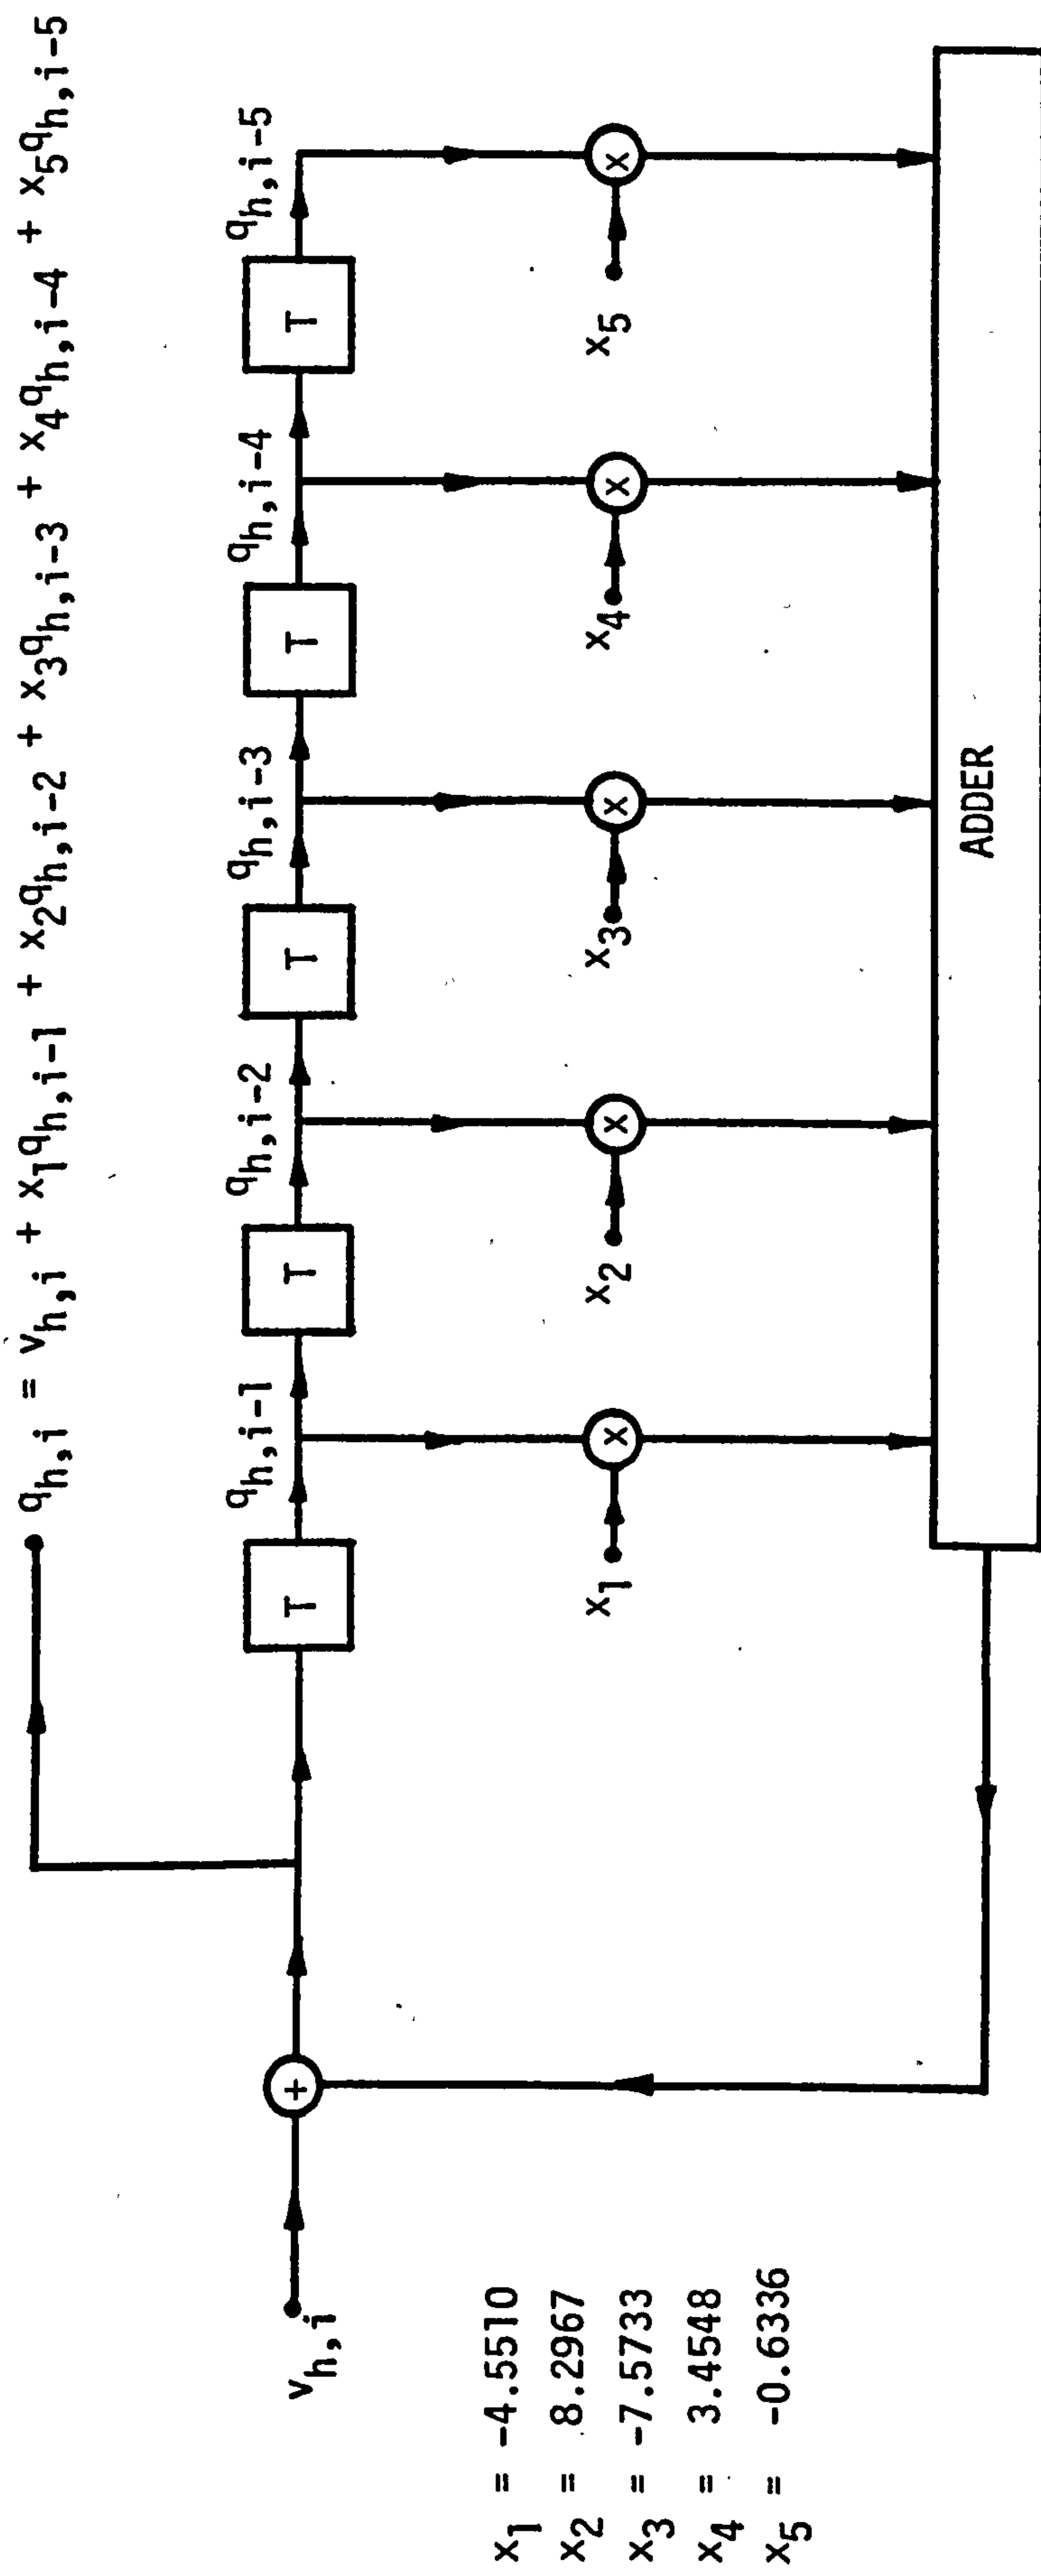 q_{h,i} = v_{h,i} + x_1q_{h,i-1} + x_2q_{h,i-2} + x_3q_{h,i-3} + x_4q_{h,i-4} + x_5q_{h,i-5}
q_{h,i-1} q_{h,i-2} q_{h,i-3} q_{h,i-4} q_{h,i-5}
v_{h,i} + T T T T T
x_1 x_2 x_3 x_4 x_5
X X X X X
ADDER
x_1 = -4.5510
x_2 = 8.2967
x_3 = -7.5733
x_4 = 3.4548
x_5 = -0.6336